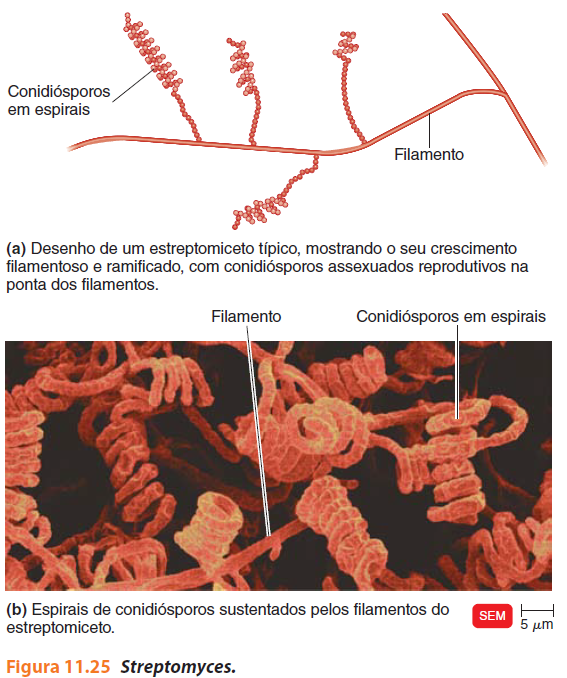 Conidiósporos
em espirais
Filamento
(a) Desenho de um estreptomiceto típico, mostrando o seu crescimento
filamentoso e ramificado, com conidiósporos assexuados reprodutivos na
ponta dos filamentos.
Filamento
Conidiósporos em espirais
(b) Espirais de conidiósporos sustentados pelos filamentos do
estreptomiceto.
SEM
5 μm
Figura 11.25 Streptomyces.